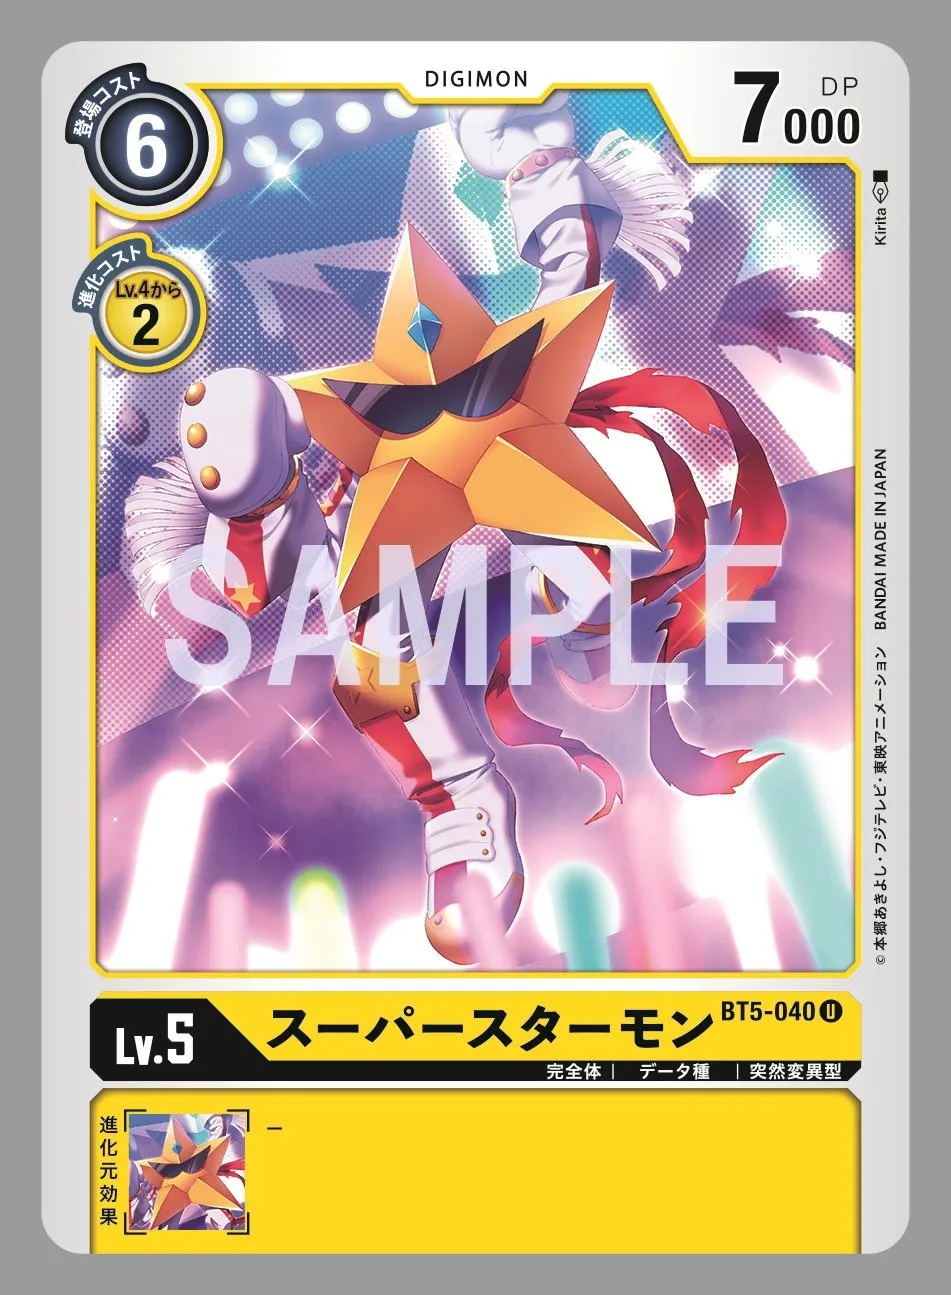 DIGIMON
登場コスト
6
7000
DP
進化コスト
Lv.4から
2
Kirita
SAMPLE
©本郷あきよし・フジテレビ・東映アニメーション BANDAI MADE IN JAPAN
Lv.5
スーパースターモン
BT5-040 U
完全体 | データ種 | 突然変異型
進化元効果
–